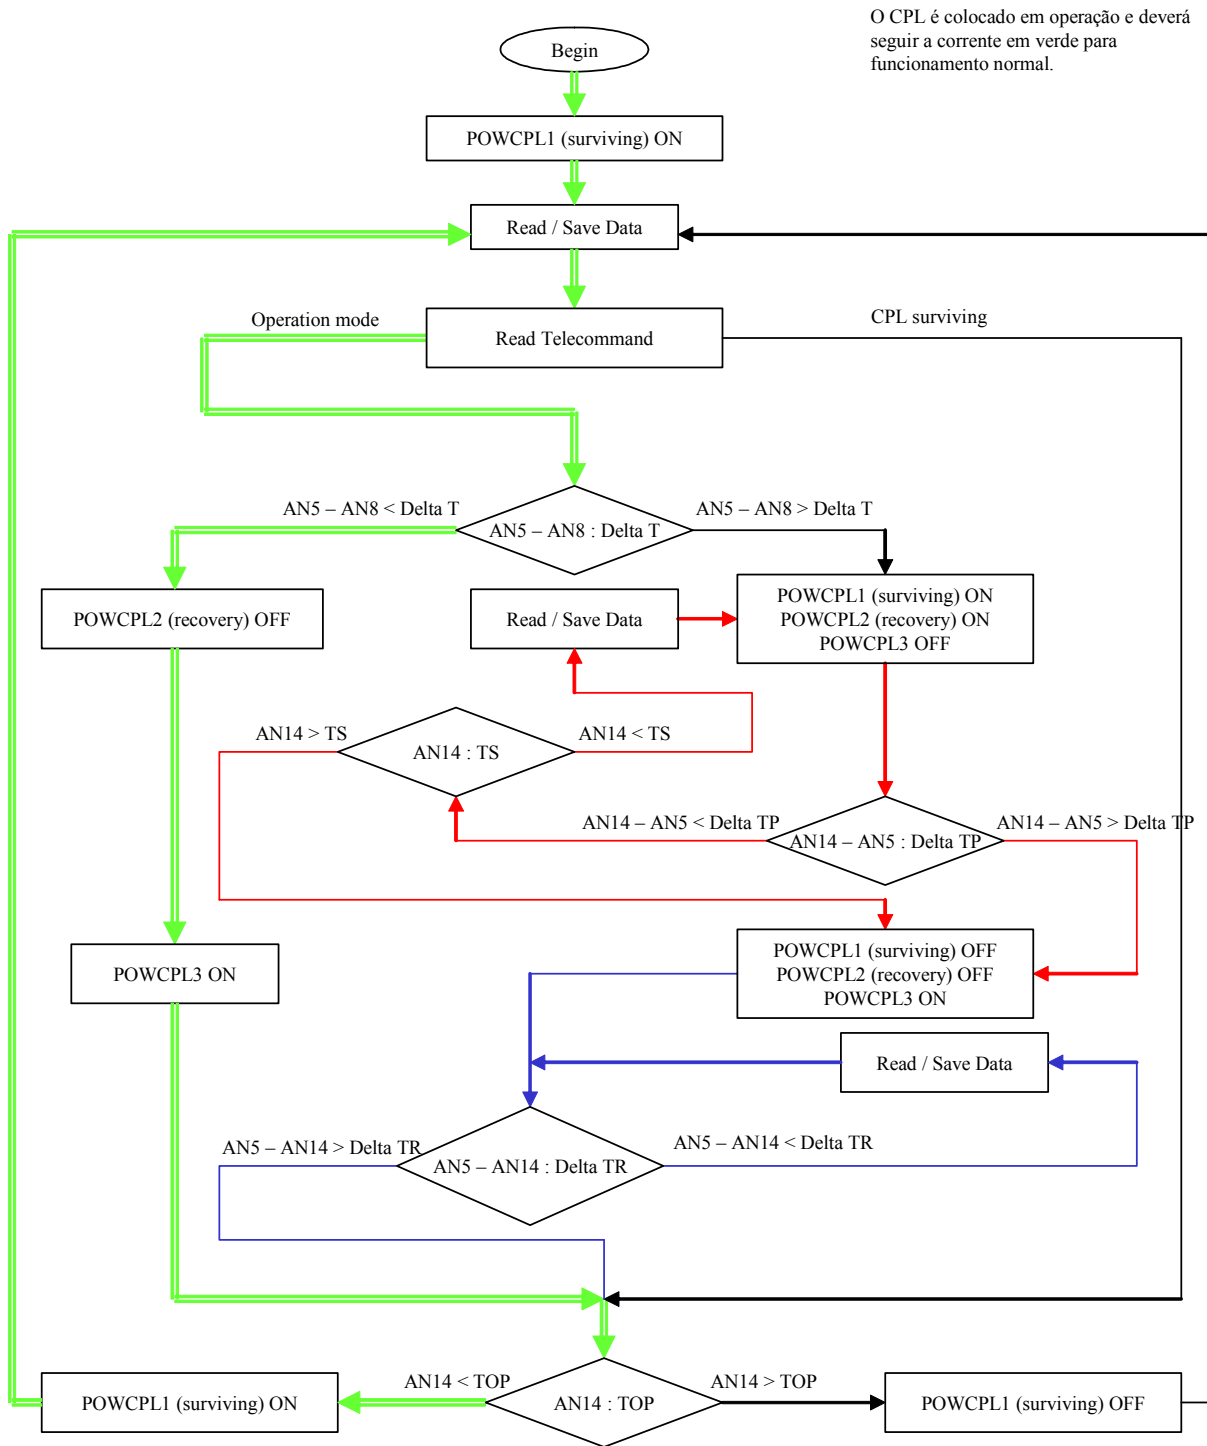 O CPL é colocado em operação e deverá
seguir a corrente em verde para
funcionamento normal.
Begin
POWCPL1 (surviving) ON
Read / Save Data
Operation mode
Read Telecommand
CPL surviving
AN5 – AN8 < Delta T
AN5 – AN8 : Delta T
AN5 – AN8 > Delta T
POWCPL2 (recovery) OFF
Read / Save Data
POWCPL1 (surviving) ON
POWCPL2 (recovery) ON
POWCPL3 OFF
AN14 > TS
AN14 : TS
AN14 < TS
AN14 – AN5 < Delta TP
AN14 – AN5 : Delta TP
AN14 – AN5 > Delta TP
POWCPL3 ON
POWCPL1 (surviving) OFF
POWCPL2 (recovery) OFF
POWCPL3 ON
Read / Save Data
AN5 – AN14 > Delta TR
AN5 – AN14 : Delta TR
AN5 – AN14 < Delta TR
POWCPL1 (surviving) ON
AN14 < TOP
AN14 : TOP
AN14 > TOP
POWCPL1 (surviving) OFF